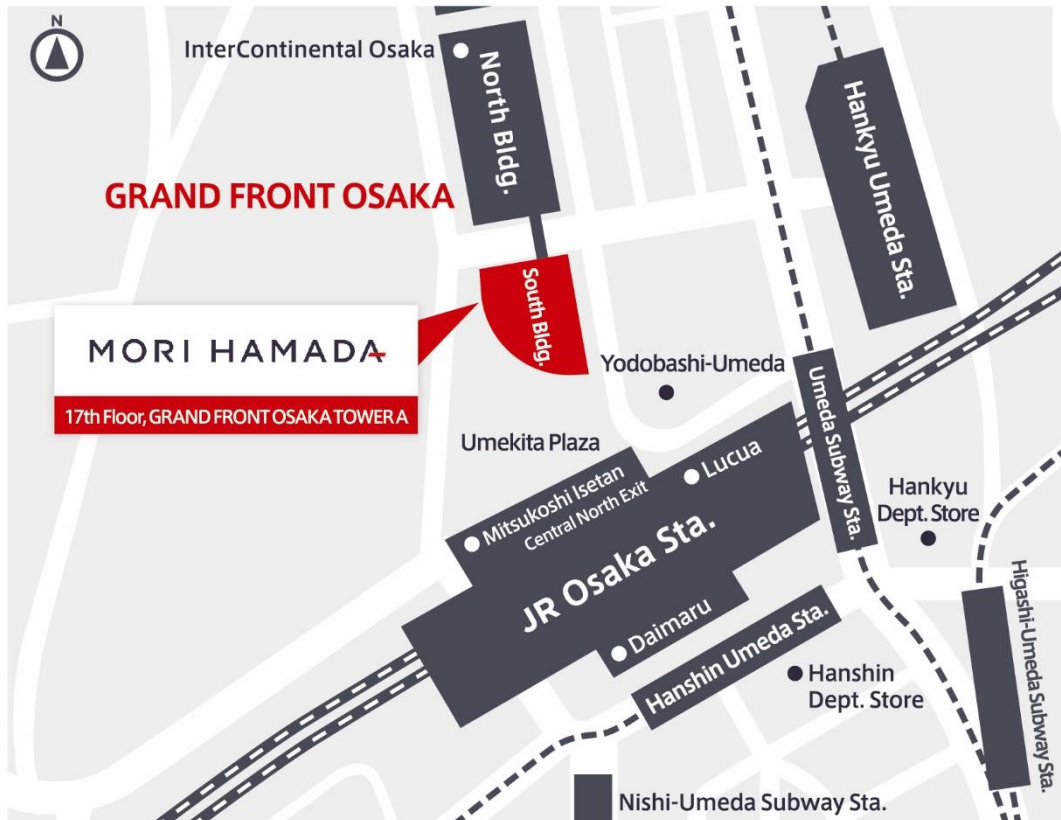 N
InterContinental Osaka
North Bldg.
Hankyu Umeda Sta.
GRAND FRONT OSAKA
South Bldg.
MORI HAMADA
17th Floor, GRAND FRONT OSAKA TOWER A
Yodobashi-Umeda
Umeda Subway Sta.
Umekita Plaza
Lucua
Mitsukoshi Isetan
Central North Exit
Hankyu
Dept. Store
JR Osaka Sta.
Higashi-Umeda Subway Sta.
Daimaru
Hanshin Umeda Sta.
Hanshin
Dept. Store
Nishi-Umeda Subway Sta.